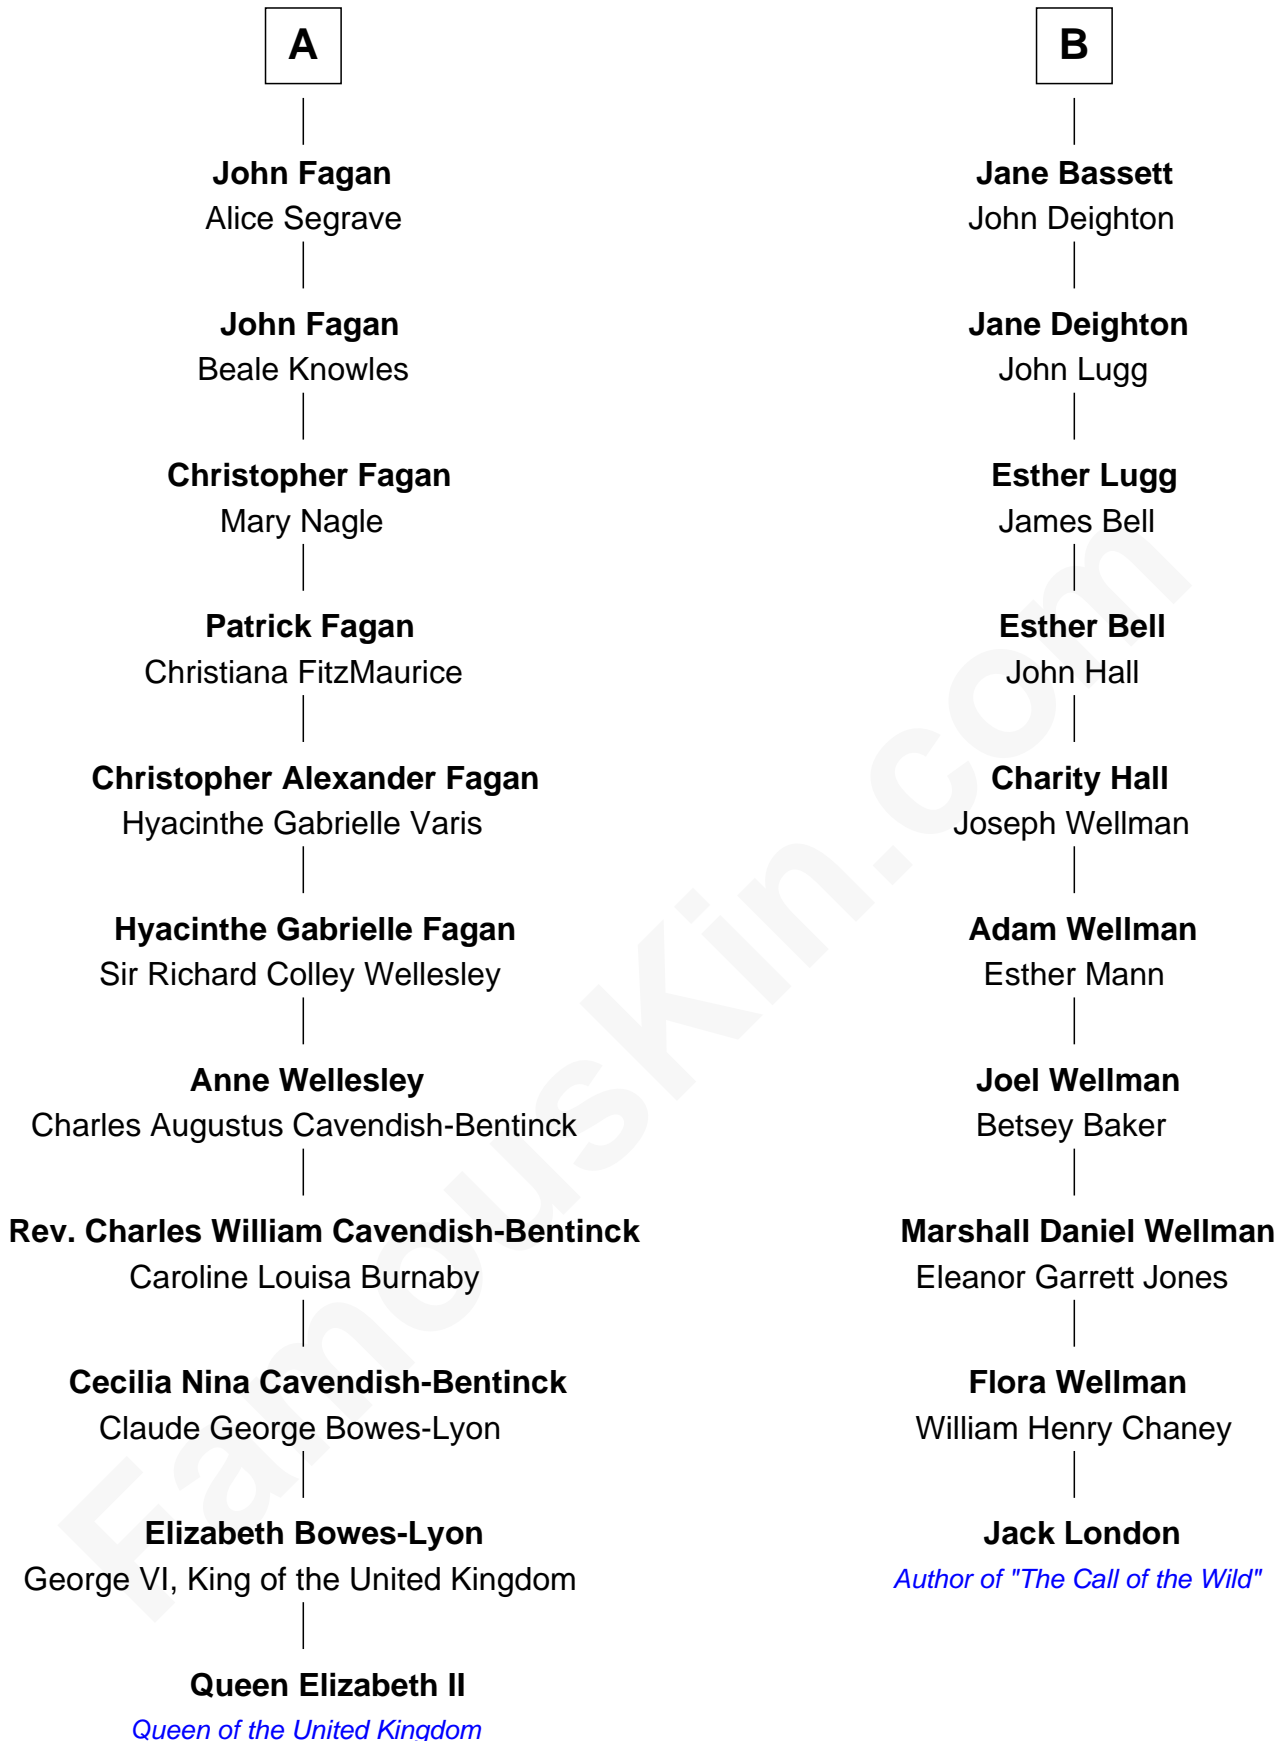 A
John Fagan
Alice Segrave
John Fagan
Beale Knowles
Christopher Fagan
Mary Nagle
Patrick Fagan
Christiana FitzMaurice
Christopher Alexander Fagan
Hyacinthe Gabrielle Varis
Hyacinthe Gabrielle Fagan
Sir Richard Colley Wellesley
Anne Wellesley
Charles Augustus Cavendish-Bentinck
Rev. Charles William Cavendish-Bentinck
Caroline Louisa Burnaby
Cecilia Nina Cavendish-Bentinck
Claude George Bowes-Lyon
Elizabeth Bowes-Lyon
George VI, King of the United Kingdom
Queen Elizabeth II
Queen of the United Kingdom
B
Jane Bassett
John Deighton
Jane Deighton
John Lugg
Esther Lugg
James Bell
Esther Bell
John Hall
Charity Hall
Joseph Wellman
Adam Wellman
Esther Mann
Joel Wellman
Betsey Baker
Marshall Daniel Wellman
Eleanor Garrett Jones
Flora Wellman
William Henry Chaney
Jack London
Author of "The Call of the Wild"
FamousKin.com